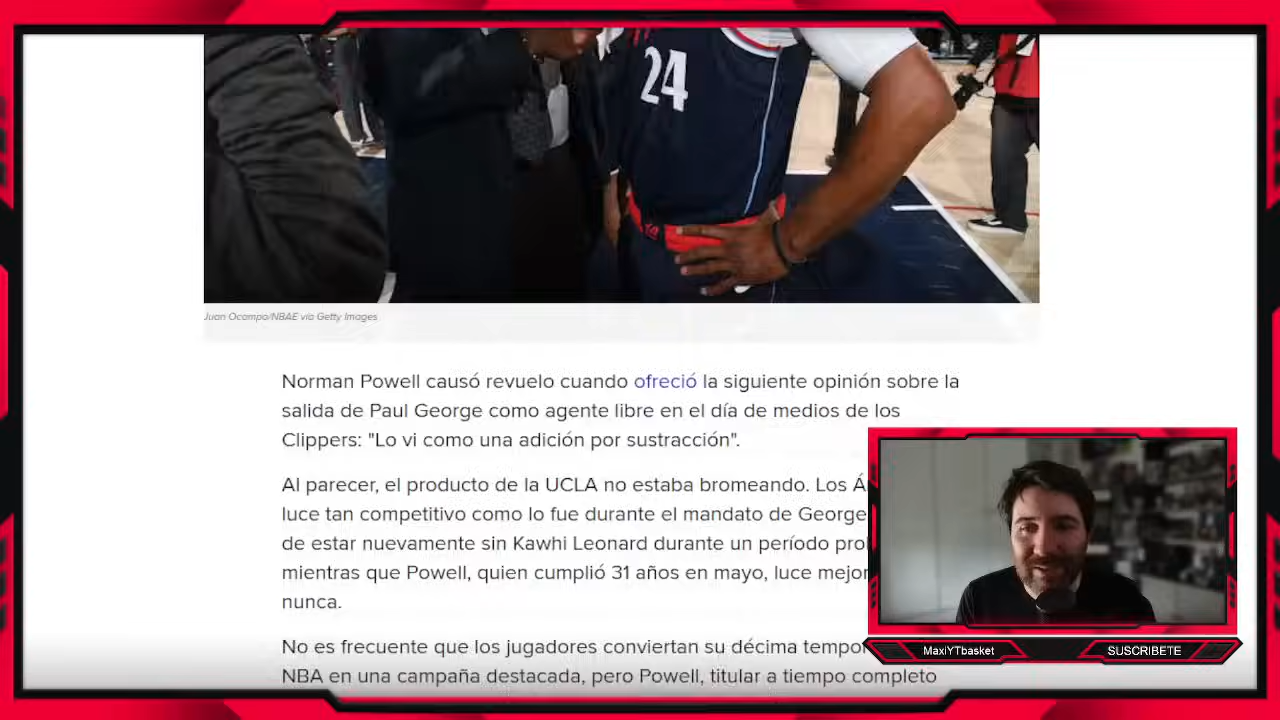 24
Juan Ocampo/NBAE via Getty Images
Norman Powell causó revuelo cuando ofreció la siguiente opinión sobre la
salida de Paul George como agente libre en el día de medios de los
Clippers: "Lo vi como una adición por sustracción".
Al parecer, el producto de la UCLA no estaba bromeando. Los
luce tan competitivo como lo fue durante el mandato de George
de estar nuevamente sin Kawhi Leonard durante un período
mientras que Powell, quien cumplió 31 años en mayo, luce mejor
nunca.
No es frecuente que los jugadores conviertan su décima
NBA en una campaña destacada, pero Powell, titular a tiempo completo
MaxiYTbasket
SUSCRIBETE